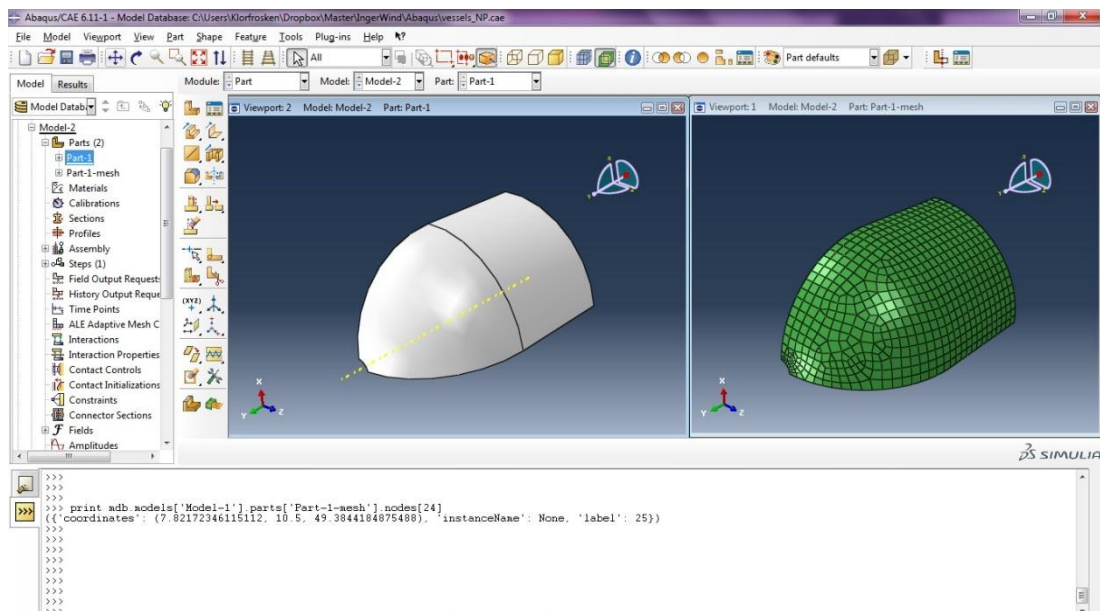 Abaqus/CAE 6.11-1 - Model Database: C:\Users\Klorfrosken\Dropbox\Master\IngerWind\Abaqus\vessels_NP.cae
File Model Viewport View Part Shape Feature Tools Plug-ins Help
All
Part defaults
Model Results
Module: Part Model: Model-2 Part: Part-1
Model Datab
Viewport: 2 Model: Model-2 Part: Part-1
Viewport: 1 Model: Model-2 Part: Part-1-mesh
Model-2
Parts (2)
Part-1
Part-1-mesh
Materials
Calibrations
Sections
Profiles
Assembly
Steps (1)
Field Output Request
History Output Reque
Time Points
ALE Adaptive Mesh C
Interactions
Interaction Properties
Contact Controls
Contact Initializations
Constraints
Connector Sections
Fields
Amplitudes
(XYZ)
X
Y
Z
X
Y
Z
SIMULIA
>>>
>>>
>>>
>>> print mdb.models['Model-1'].parts['Part-1-mesh'].nodes[24]
({'coordinates': (7.82172346115112, 10.5, 49.3844184875488), 'instanceName': None, 'label': 25})
>>>
>>>
>>>
>>>
>>>
>>>
>>>
>>>